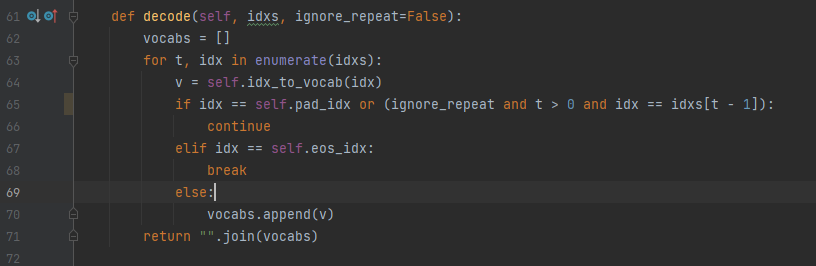 61 def decode(self, idxs, ignore_repeat=False):
62 vocabs = []
63 for t, idx in enumerate(idxs):
64 v = self.idx_to_vocab(idx)
65 if idx == self.pad_idx or (ignore_repeat and t > 0 and idx == idxs[t - 1]):
66 continue
67 elif idx == self.eos_idx:
68 break
69 else:
70 vocabs.append(v)
71 return "".join(vocabs)
72